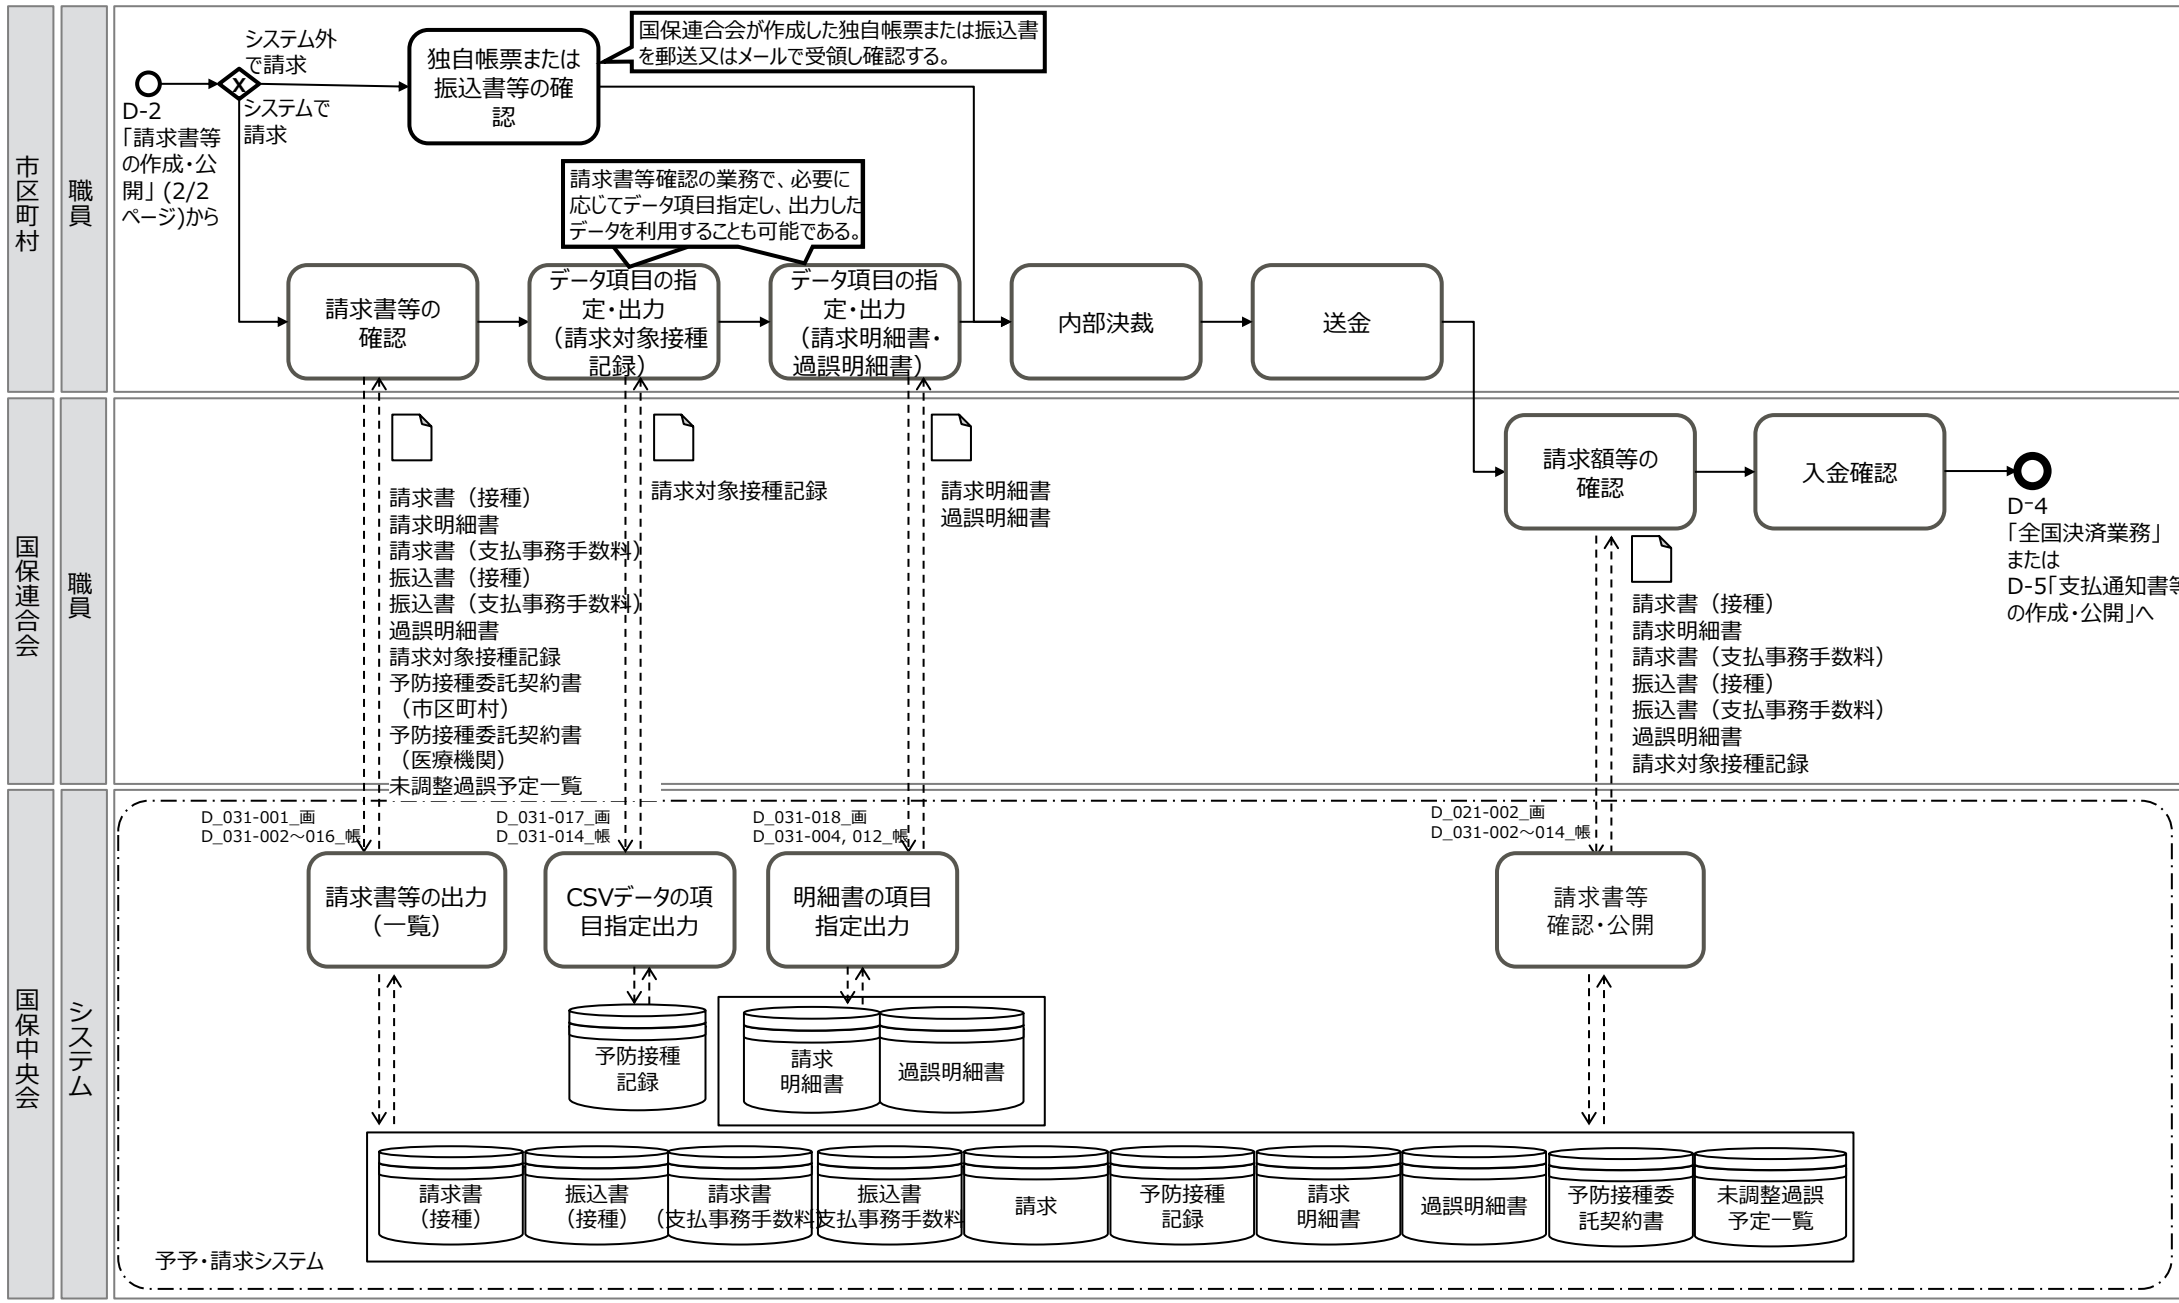 市区町村
職員
D-2
「請求書等
の作成・公
開」(2/2
ページ)から
X
システム外
で請求
システムで
請求
独自帳票または
振込書等の確
認
国保連合会が作成した独自帳票または振込書
を郵送又はメールで受領し確認する。
請求書等確認の業務で、必要に
応じてデータ項目指定し、出力した
データを利用することも可能である。
請求書等の
確認
データ項目の指
定・出力
（請求対象接種
記録）
データ項目の指
定・出力
（請求明細書・
過誤明細書）
内部決裁
送金
国保連合会
職員
請求書（接種）
請求明細書
請求書（支払事務手数料）
振込書（接種）
振込書（支払事務手数料）
過誤明細書
請求対象接種記録
予防接種委託契約書
（市区町村）
予防接種委託契約書
（医療機関）
未調整過誤予定一覧
請求対象接種記録
請求明細書
過誤明細書
請求額等の
確認
入金確認
D-4
「全国決済業務」
または
D-5「支払通知書等
の作成・公開」へ
請求書（接種）
請求明細書
請求書（支払事務手数料）
振込書（接種）
振込書（支払事務手数料）
過誤明細書
請求対象接種記録
国保中央会
システム
D_031-001_画
D_031-002～016_帳
D_031-017_画
D_031-014_帳
D_031-018_画
D_031-004, 012_帳
D_021-002_画
D_031-002～014_帳
請求書等の出力
（一覧）
CSVデータの項
目指定出力
明細書の項目
指定出力
請求書等
確認・公開
予防接種
記録
請求
明細書
過誤明細書
請求書
（接種）
振込書
（接種）
請求書
（支払事務手数料）
振込書
支払事務手数料
請求
予防接種
記録
請求
明細書
過誤明細書
予防接種委
託契約書
未調整過誤
予定一覧
予予・請求システム